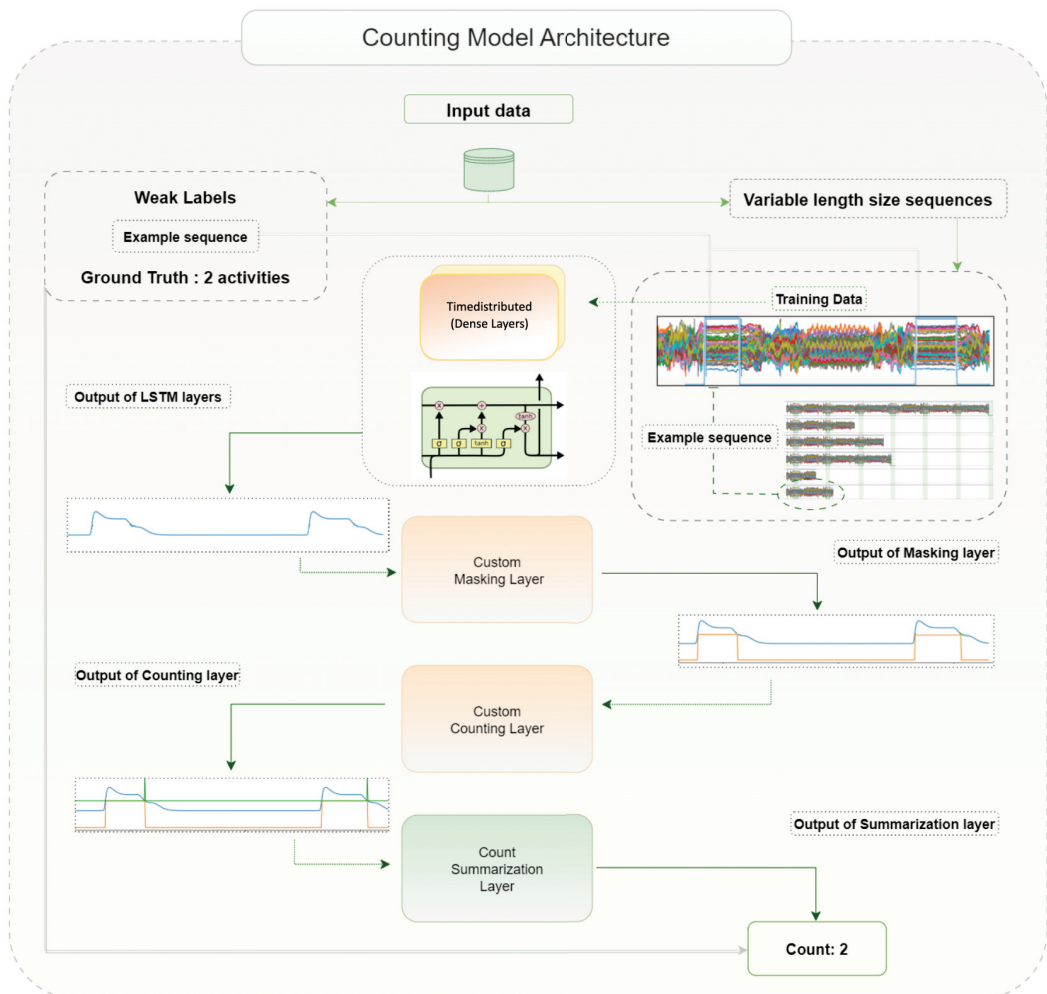 Counting Model Architecture
Input data
Weak Labels
Example sequence
Ground Truth : 2 activities
Variable length size sequences
Training Data
Timedistributed
(Dense Layers)
x
+
tanh
x
x
σ
σ
tanh
σ
Example sequence
Output of LSTM layers
Custom
Masking Layer
Output of Masking layer
Output of Counting layer
Custom
Counting Layer
Count
Summarization
Layer
Output of Summarization layer
Count: 2